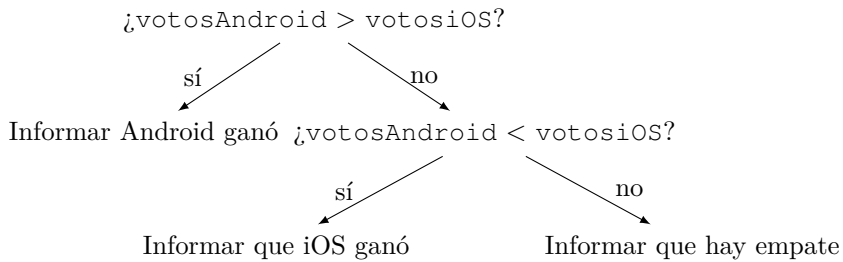 ¿votosAndroid > votosiOS?
sí
no
Informar Android ganó
¿votosAndroid < votosiOS?
sí
no
Informar que iOS ganó
Informar que hay empate